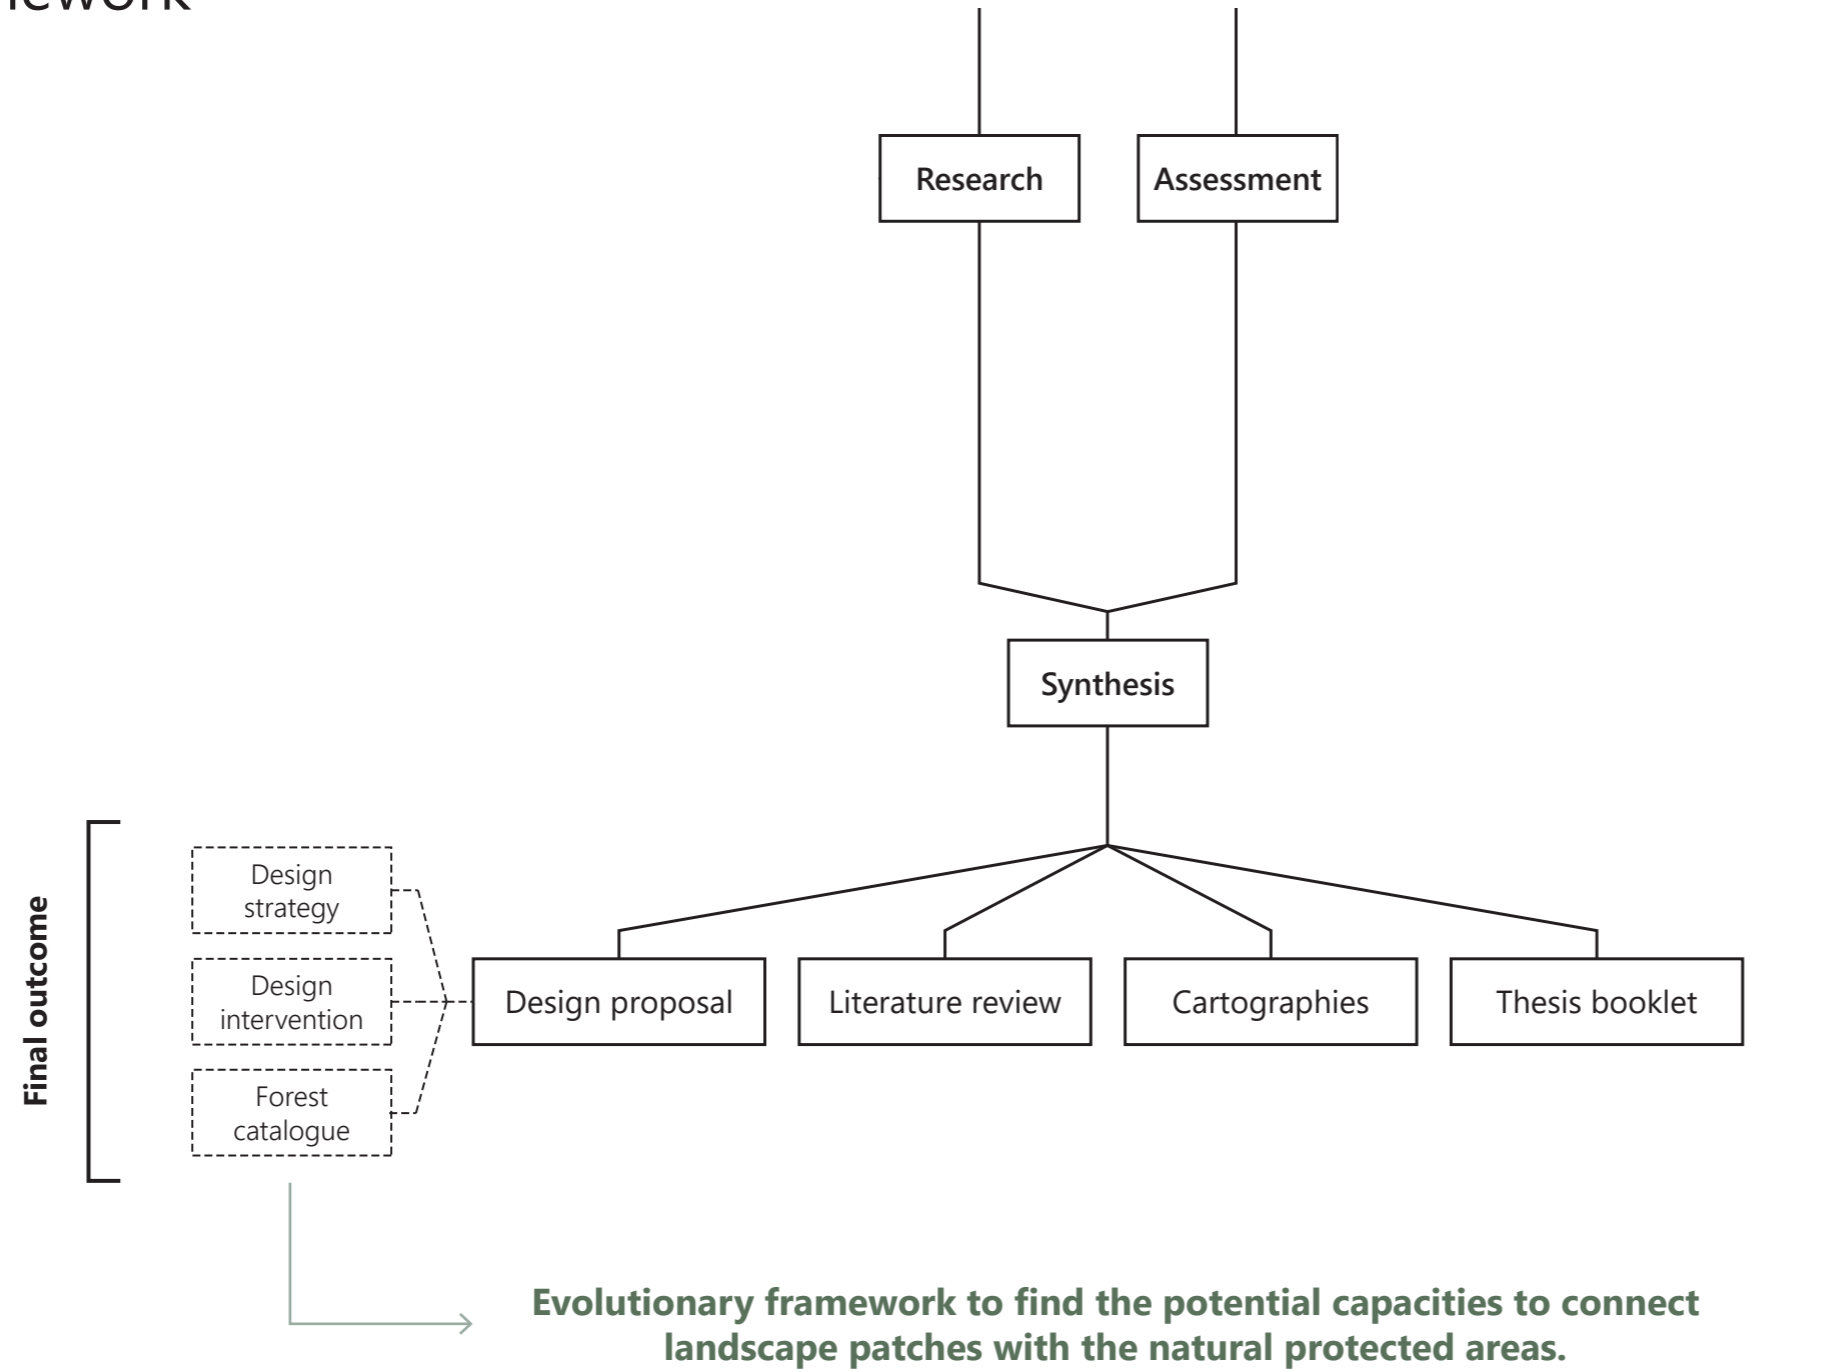 Research
Assessment
Synthesis
Final outcome
Design
strategy
Design
intervention
Forest
catalogue
Design proposal
Literature review
Cartographies
Thesis booklet
Evolutionary framework to find the potential capacities to connect
landscape patches with the natural protected areas.